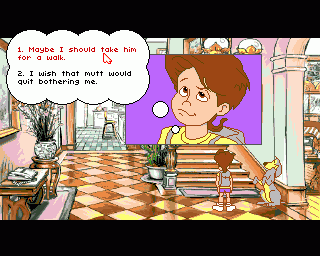 1. Maybe I should take him
for a walk.
2. I wish that mutt would
quit bothering me.